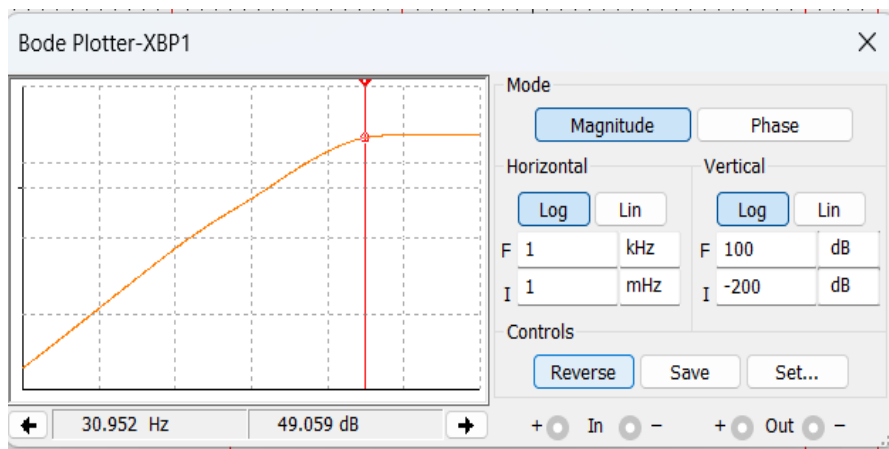 Bode Plotter-XBP1
Mode
Magnitude Phase
Horizontal Vertical
Log Lin Log Lin
F 1 kHz F 100 dB
I 1 mHz I -200 dB
Controls
Reverse Save Set...
30.952 Hz 49.059 dB + In - + Out -